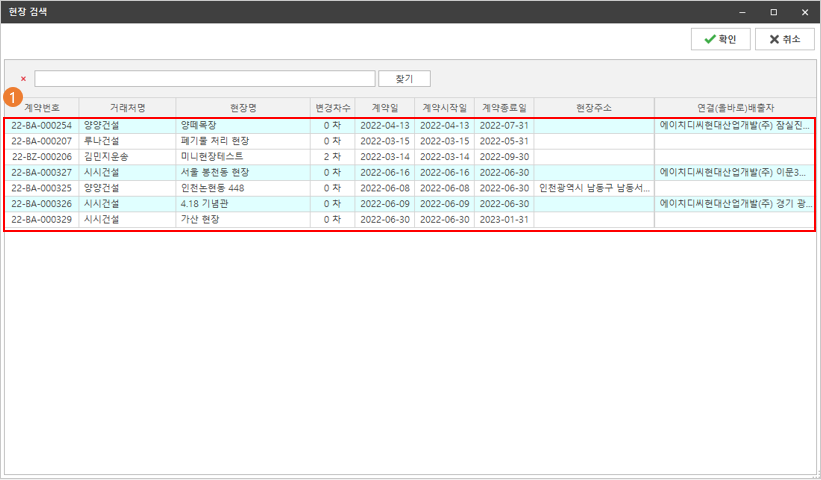 현장 검색
확인 취소
× 찾기
1
계약번호 거래처명 현장명 변경차수 계약일 계약시작일 계약종료일 현장주소 연결(올바로)배출자
22-BA-000254 양양건설 양떼목장 0 차 2022-04-13 2022-04-13 2022-07-31 에이치디씨현대산업개발(주) 잠실진...
22-BA-000207 루나건설 폐기물 처리 현장 0 차 2022-03-15 2022-03-15 2022-05-31
22-BZ-000206 김민지운송 미니현장테스트 2 차 2022-03-14 2022-03-14 2022-09-30
22-BA-000327 시시건설 서울 봉천동 현장 0 차 2022-06-16 2022-06-16 2022-06-30 에이치디씨현대산업개발(주) 이문3...
22-BA-000325 양양건설 인천논현동 448 0 차 2022-06-08 2022-06-08 2022-06-30 인천광역시 남동구 남동서...
22-BA-000326 시시건설 4.18 기념관 0 차 2022-06-09 2022-06-09 2022-06-30 에이치디씨현대산업개발(주) 경기 광...
22-BA-000329 시시건설 가산 현장 0 차 2022-06-30 2022-06-30 2023-01-31